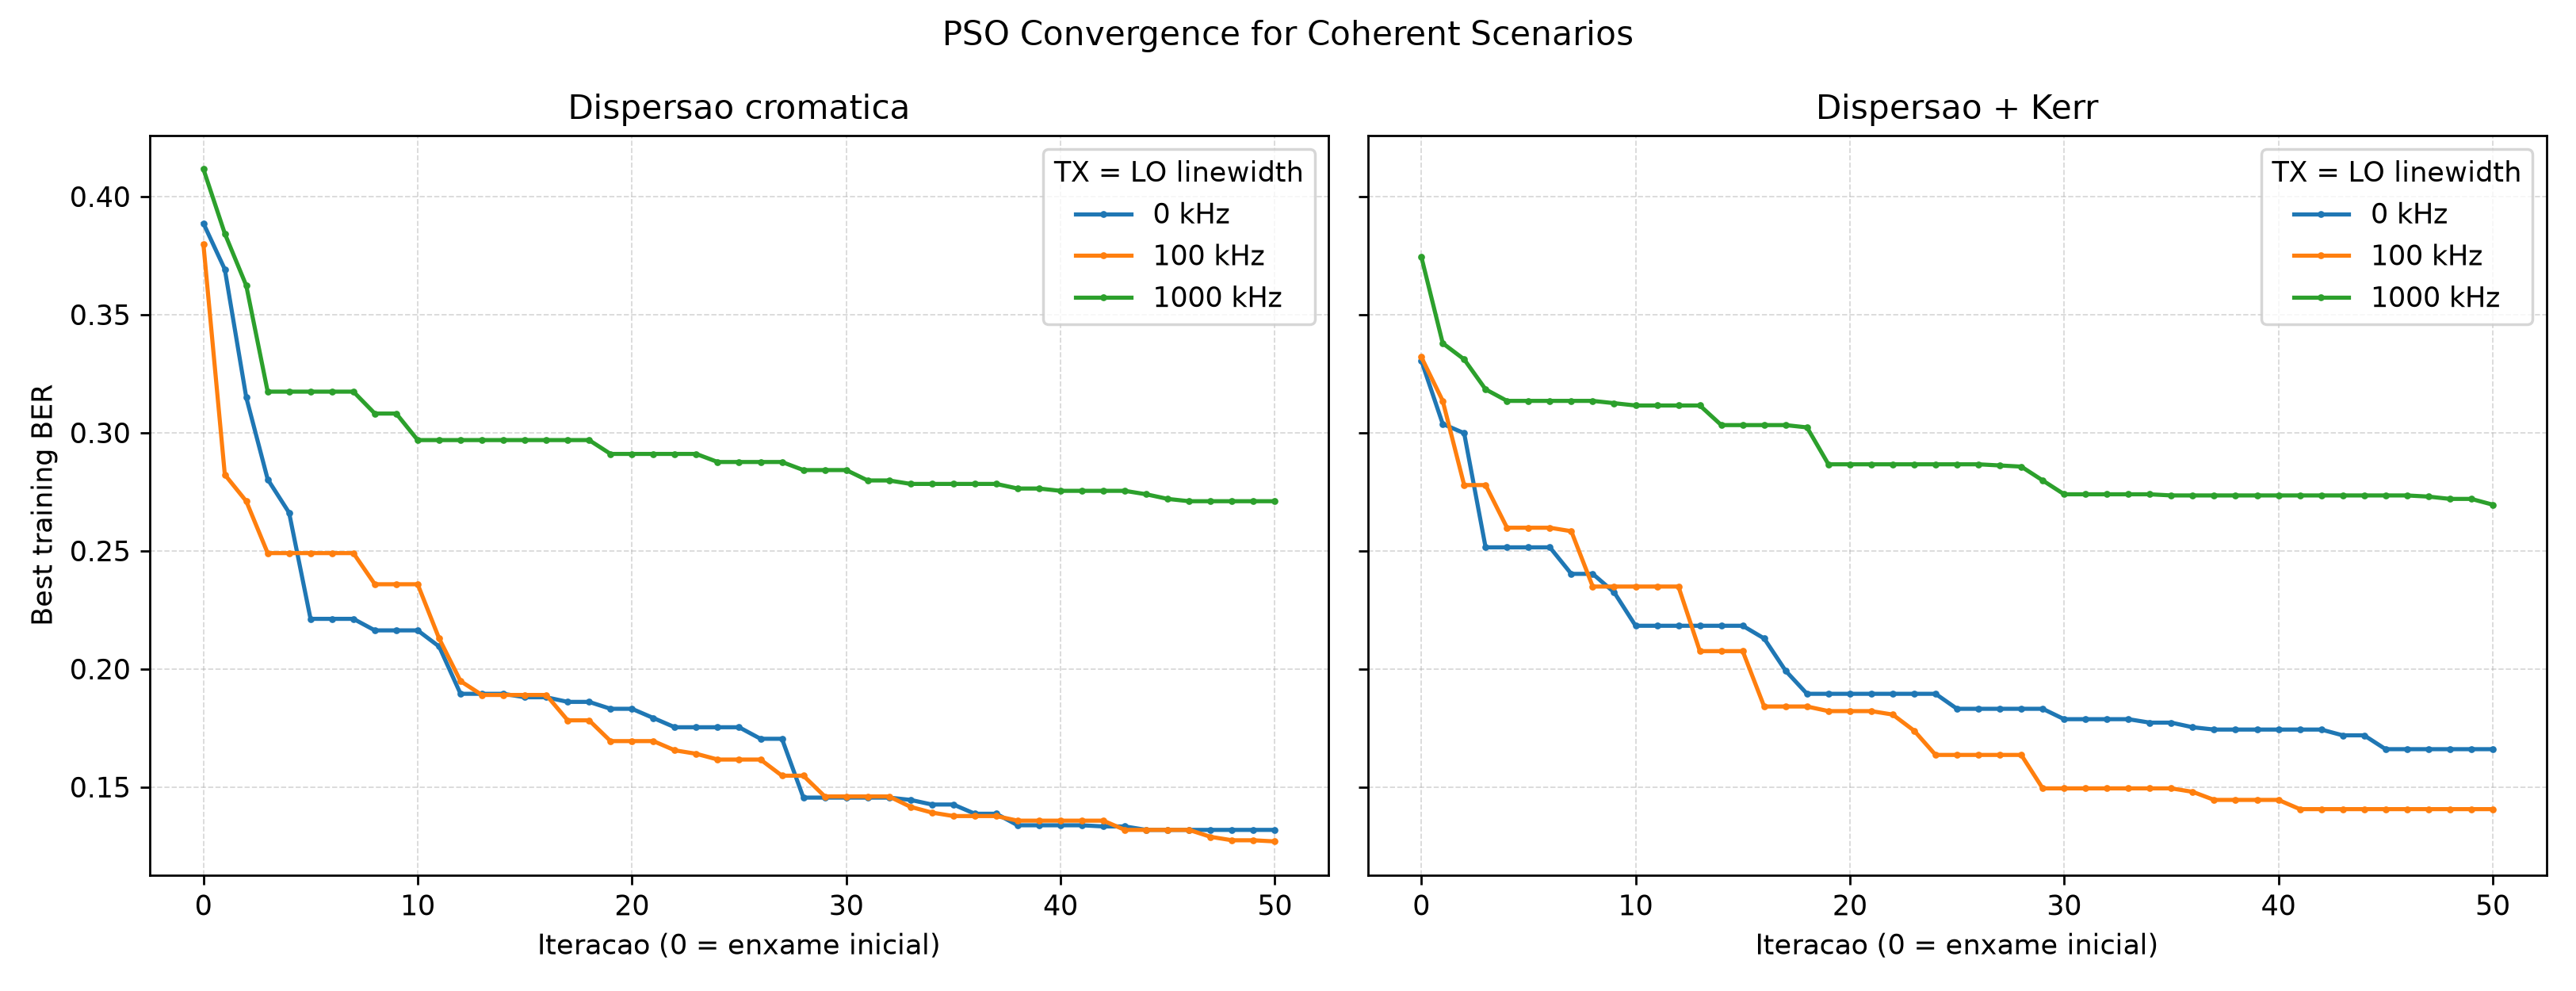 PSO Convergence for Coherent Scenarios
Dispersao cromatica
Best training BER
0.40
0.35
0.30
0.25
0.20
0.15
TX = LO linewidth
0 kHz
100 kHz
1000 kHz
0 10 20 30 40 50
Iteracao (0 = enxame inicial)
Dispersao + Kerr
TX = LO linewidth
0 kHz
100 kHz
1000 kHz
0 10 20 30 40 50
Iteracao (0 = enxame inicial)